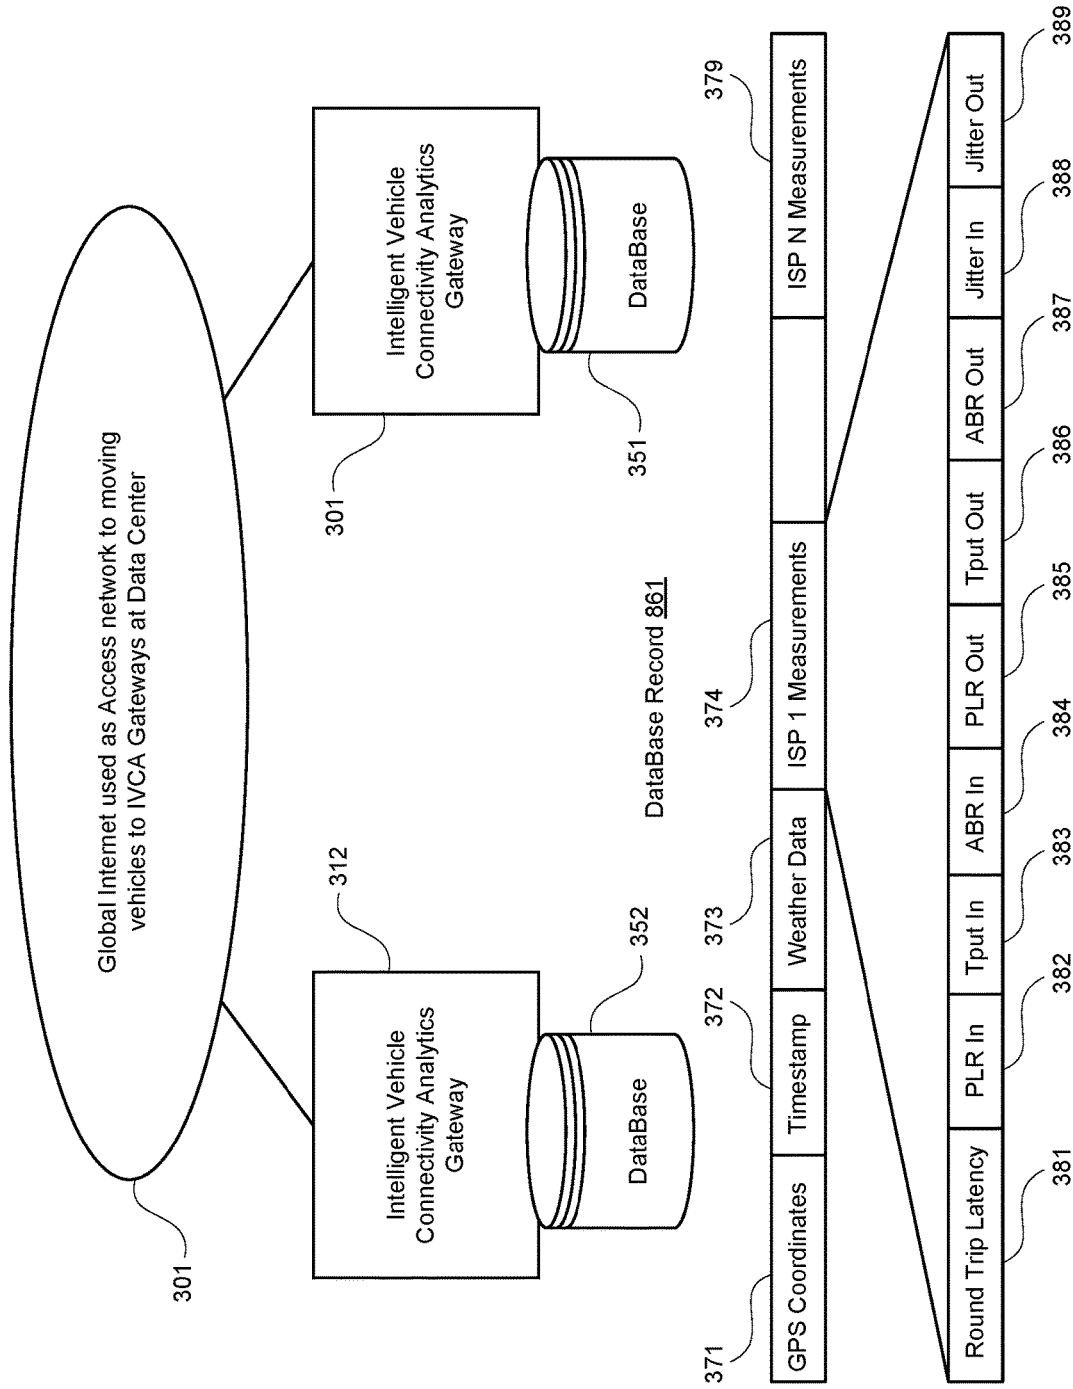 Global Internet used as Access network to moving
vehicles to IVCA Gateways at Data Center
301
312
Intelligent Vehicle
Connectivity Analytics
Gateway
301
Intelligent Vehicle
Connectivity Analytics
Gateway
352
DataBase
351
DataBase
DataBase Record 861
371
372
373
374
379
GPS Coordinates
Timestamp
Weather Data
ISP 1 Measurements
ISP N Measurements
Round Trip Latency
PLR In
Tput In
ABR In
PLR Out
Tput Out
ABR Out
Jitter In
Jitter Out
381
382
383
384
385
386
387
388
389